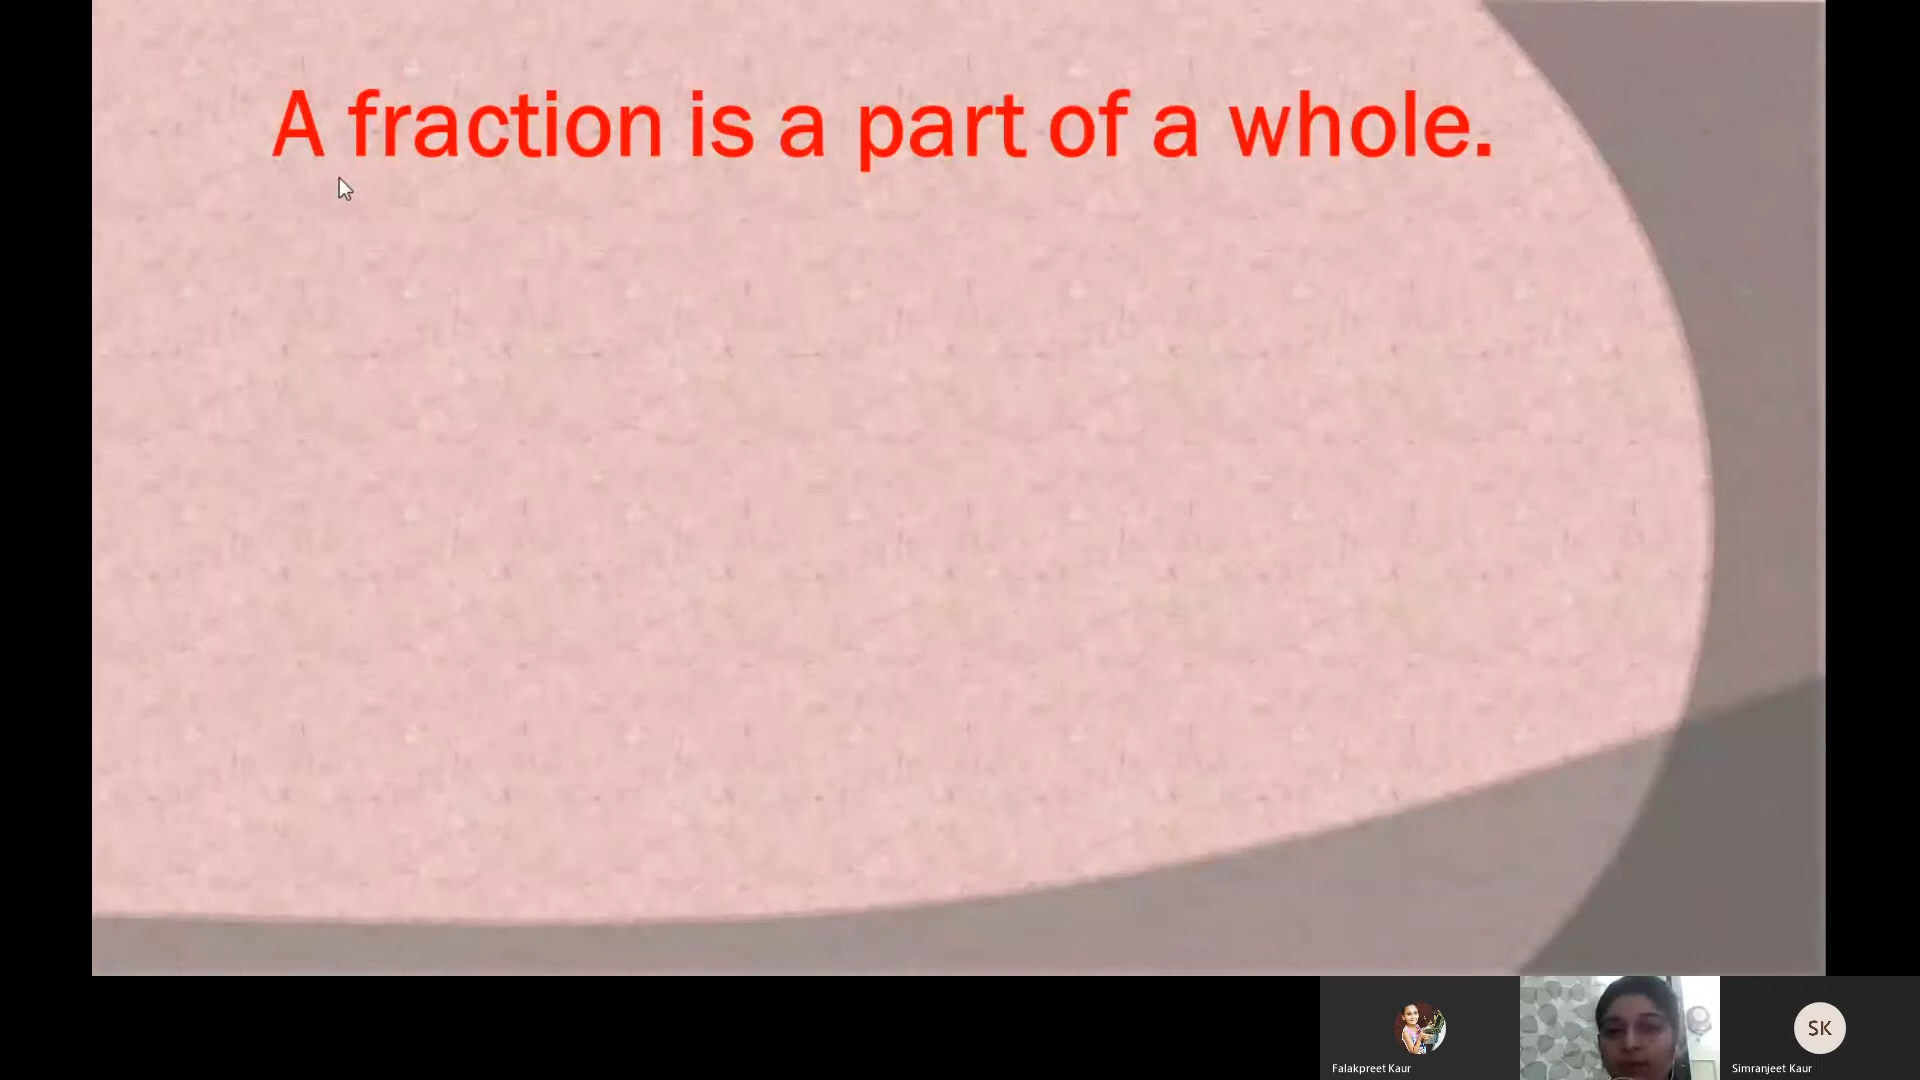 A fraction is a part of a whole.
SK
Falakpreet Kaur
Simranjeet Kaur